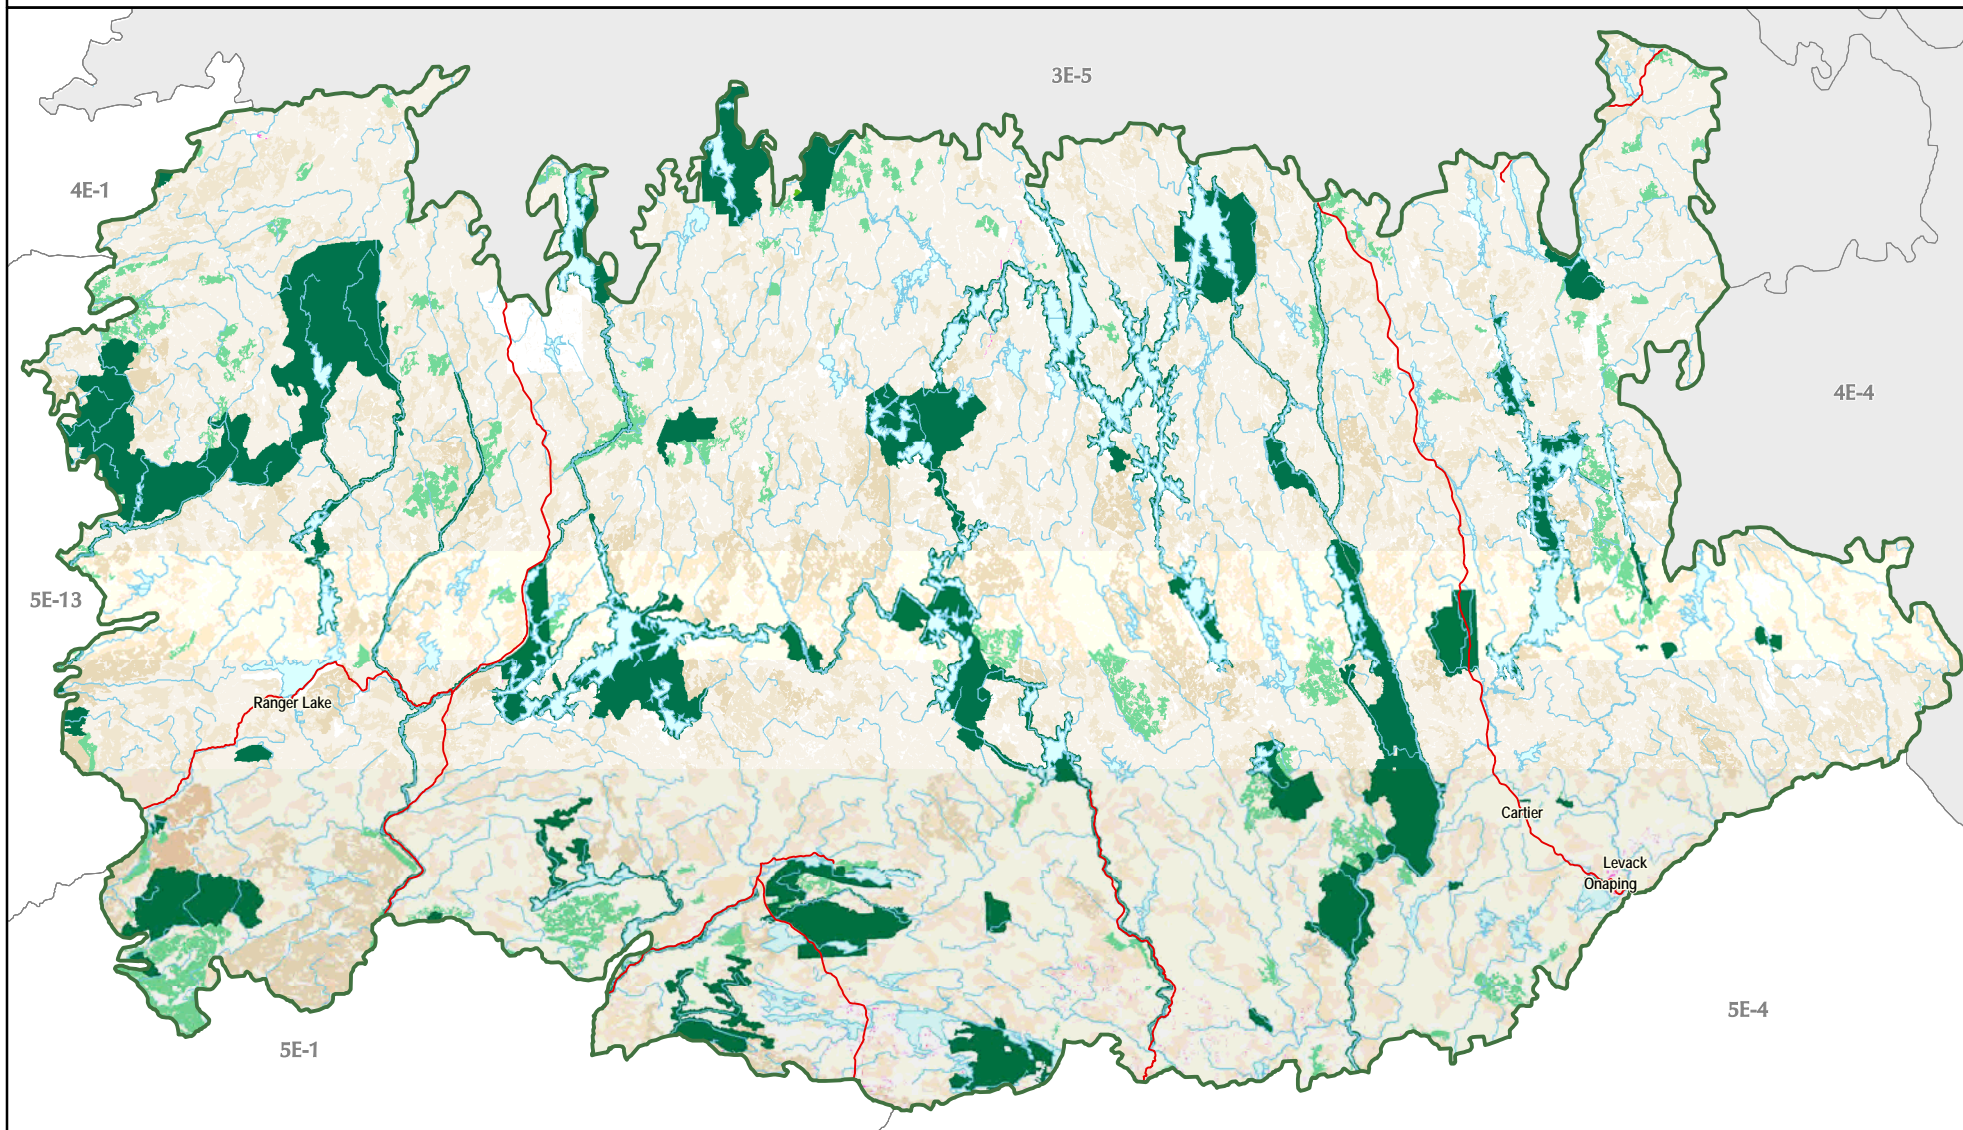 3E-5
4E-1
4E-4
5E-13
Ranger Lake
Cartier
Levack
Onaping
5E-4
5E-1